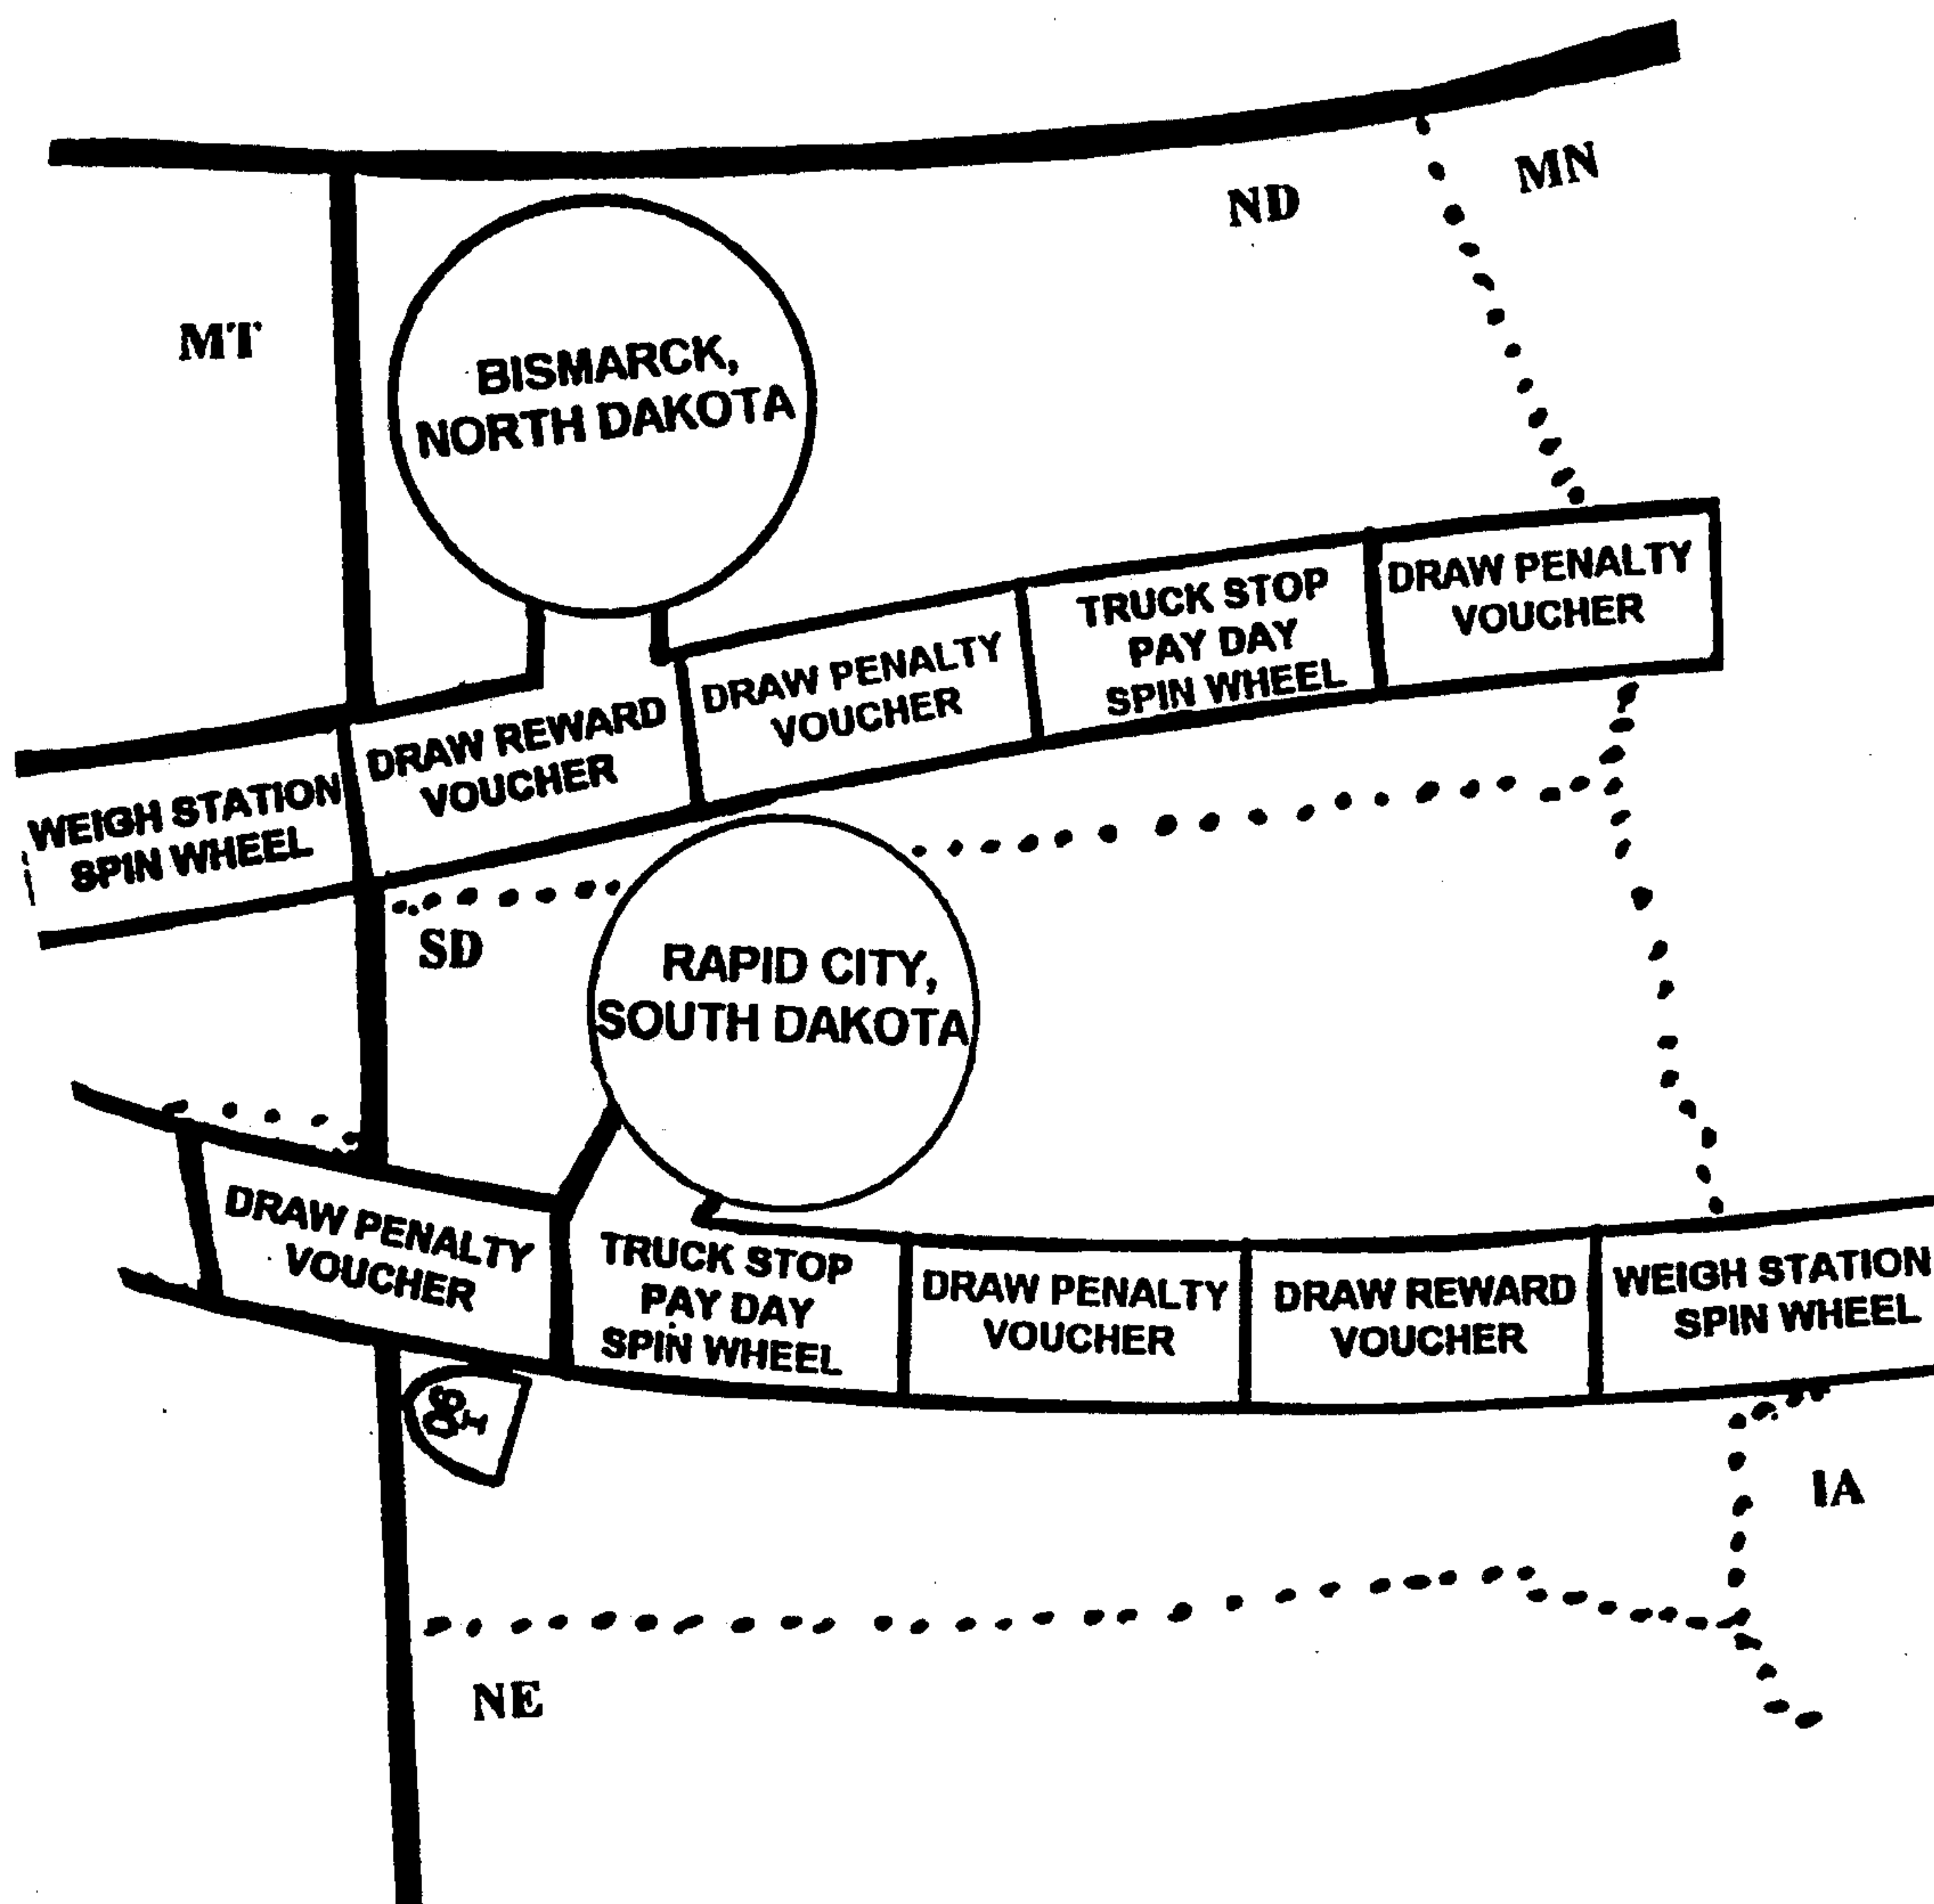 MN
ND
MT
BISMARCK,
NORTH DAKOTA
DRAW PENALTY
VOUCHER
TRUCK STOP
PAY DAY
SPIN WHEEL
DRAW PENALTY
VOUCHER
DRAW REWARD
VOUCHER
WEIGH STATION
SPIN WHEEL
SD
RAPID CITY,
SOUTH DAKOTA
DRAW PENALTY
VOUCHER
TRUCK STOP
PAY DAY
SPIN WHEEL
DRAW PENALTY
VOUCHER
DRAW REWARD
VOUCHER
WEIGH STATION
SPIN WHEEL
84
IA
NE